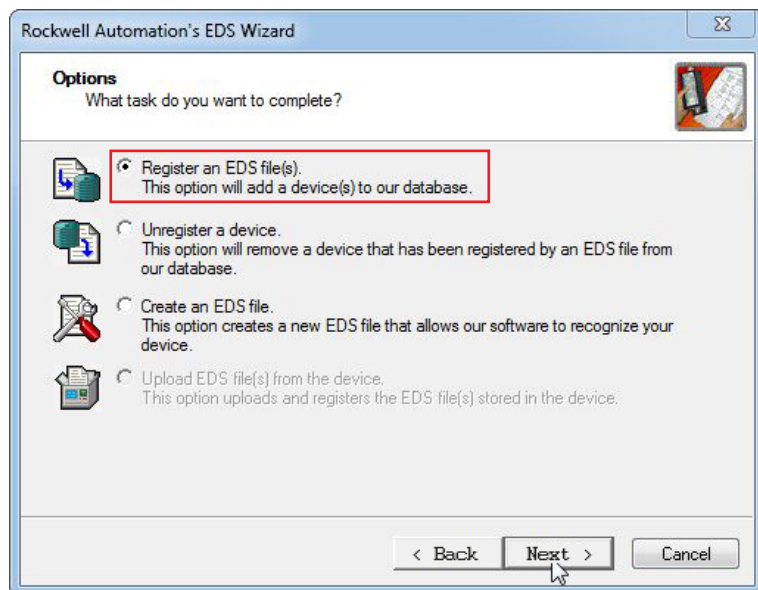 Rockwell Automation's EDS Wizard
Options
What task do you want to complete?
Register an EDS file(s).
This option will add a device(s) to our database.
Unregister a device.
This option will remove a device that has been registered by an EDS file from
our database.
Create an EDS file.
This option creates a new EDS file that allows our software to recognize your
device.
Upload EDS file(s) from the device.
This option uploads and registers the EDS file(s) stored in the device.
< Back Next > Cancel